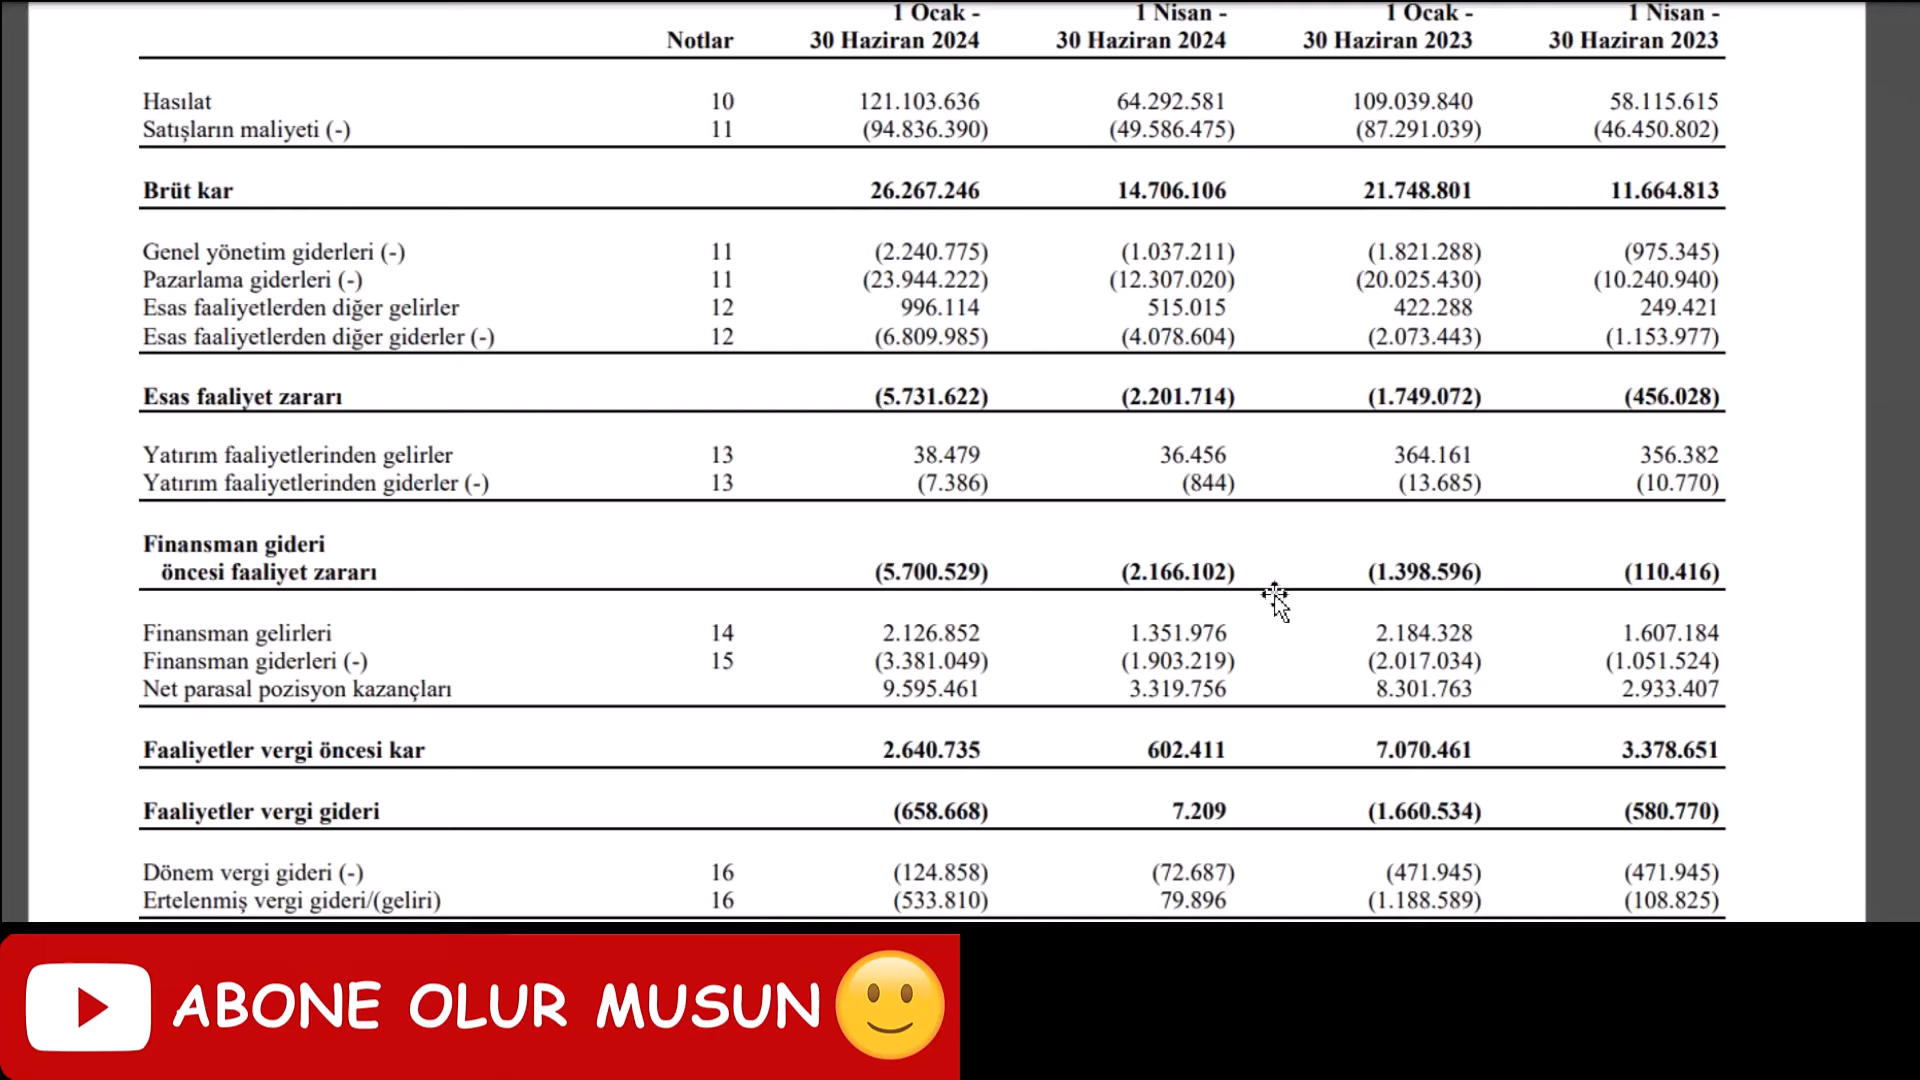 1 Ocak - 1 Nisan - 1 Ocak - 1 Nisan -
Notlar 30 Haziran 2024 30 Haziran 2024 30 Haziran 2023 30 Haziran 2023
Hasılat 10 121.103.636 64.292.581 109.039.840 58.115.615
Satışların maliyeti (-) 11 (94.836.390) (49.586.475) (87.291.039) (46.450.802)
Brüt kar 26.267.246 14.706.106 21.748.801 11.664.813
Genel yönetim giderleri (-) 11 (2.240.775) (1.037.211) (1.821.288) (975.345)
Pazarlama giderleri (-) 11 (23.944.222) (12.307.020) (20.025.430) (10.240.940)
Esas faaliyetlerden diğer gelirler 12 996.114 515.015 422.288 249.421
Esas faaliyetlerden diğer giderler (-) 12 (6.809.985) (4.078.604) (2.073.443) (1.153.977)
Esas faaliyet zararı (5.731.622) (2.201.714) (1.749.072) (456.028)
Yatırım faaliyetlerinden gelirler 13 38.479 36.456 364.161 356.382
Yatırım faaliyetlerinden giderler (-) 13 (7.386) (844) (13.685) (10.770)
Finansman gideri
öncesi faaliyet zararı (5.700.529) (2.166.102) (1.398.596) (110.416)
Finansman gelirleri 14 2.126.852 1.351.976 2.184.328 1.607.184
Finansman giderleri (-) 15 (3.381.049) (1.903.219) (2.017.034) (1.051.524)
Net parasal pozisyon kazançları 9.595.461 3.319.756 8.301.763 2.933.407
Faaliyetler vergi öncesi kar 2.640.735 602.411 7.070.461 3.378.651
Faaliyetler vergi gideri (658.668) 7.209 (1.660.534) (580.770)
Dönem vergi gideri (-) 16 (124.858) (72.687) (471.945) (471.945)
Ertelenmiş vergi gideri/(geliri) 16 (533.810) 79.896 (1.188.589) (108.825)
ABONE OLUR MUSUN